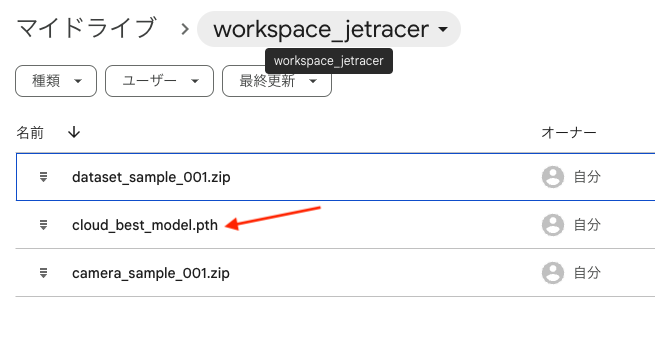 マイドライブ > workspace_jetracer
workspace_jetracer
種類 ユーザー 最終更新
名前 オーナー
dataset_sample_001.zip 自分
cloud_best_model.pth 自分
camera_sample_001.zip 自分